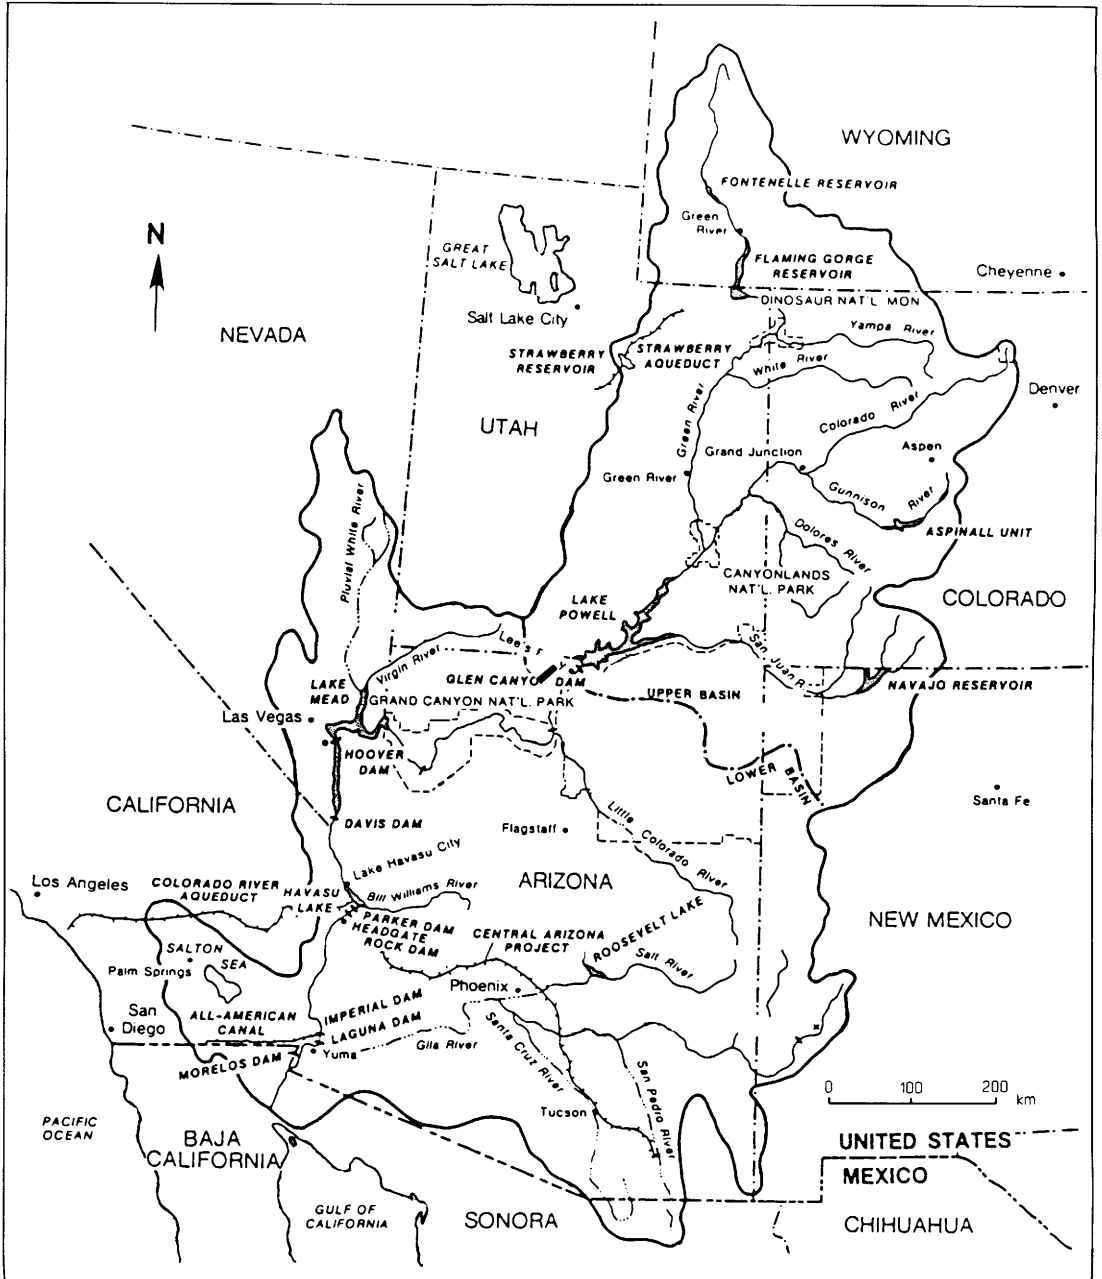 WYOMING
FONTENELLE RESERVOIR
Green
River
N
GREAT
SALT LAKE
FLAMING GORGE
RESERVOIR
Cheyenne
DINOSAUR NAT'L MON
Salt Lake City
NEVADA
Yampa River
STRAWBERRY
RESERVOIR
STRAWBERRY
AQUEDUCT
White River
Denver
UTAH
Green River
Colorado River
Grand Junction
Aspen
Green River
Gunnison River
Pluvial White River
Dolores River
ASPINALL UNIT
CANYONLANDS
NAT'L. PARK
LAKE
POWELL
COLORADO
Lee's F Y
Virgin River
San Juan R.
GLEN CANYO DAM
LAKE
MEAD
UPPER BASIN
NAVAJO RESERVOIR
GRAND CANYON NAT'L. PARK
Las Vegas
HOOVER
DAM
LOWER BASIN
CALIFORNIA
Santa Fe
DAVIS DAM
Flagstaff
Little Colorado River
Lake Havasu City
Los Angeles
COLORADO RIVER
AQUEDUCT
HAVASU
LAKE
Bill Williams River
ARIZONA
PARKER DAM
HEADGATE
ROCK DAM
NEW MEXICO
CENTRAL ARIZONA
PROJECT
ROOSEVELT LAKE
SALTON
SEA
Palm Springs
Salt River
Phoenix
San
Diego
ALL-AMERICAN
CANAL
IMPERIAL DAM
LAGUNA DAM
Yuma
Gila River
MORELOS DAM
Santa Cruz River
San Pedro River
Tucson
0 100 200
km
PACIFIC
OCEAN
BAJA
CALIFORNIA
UNITED STATES
MEXICO
GULF OF
CALIFORNIA
SONORA
CHIHUAHUA